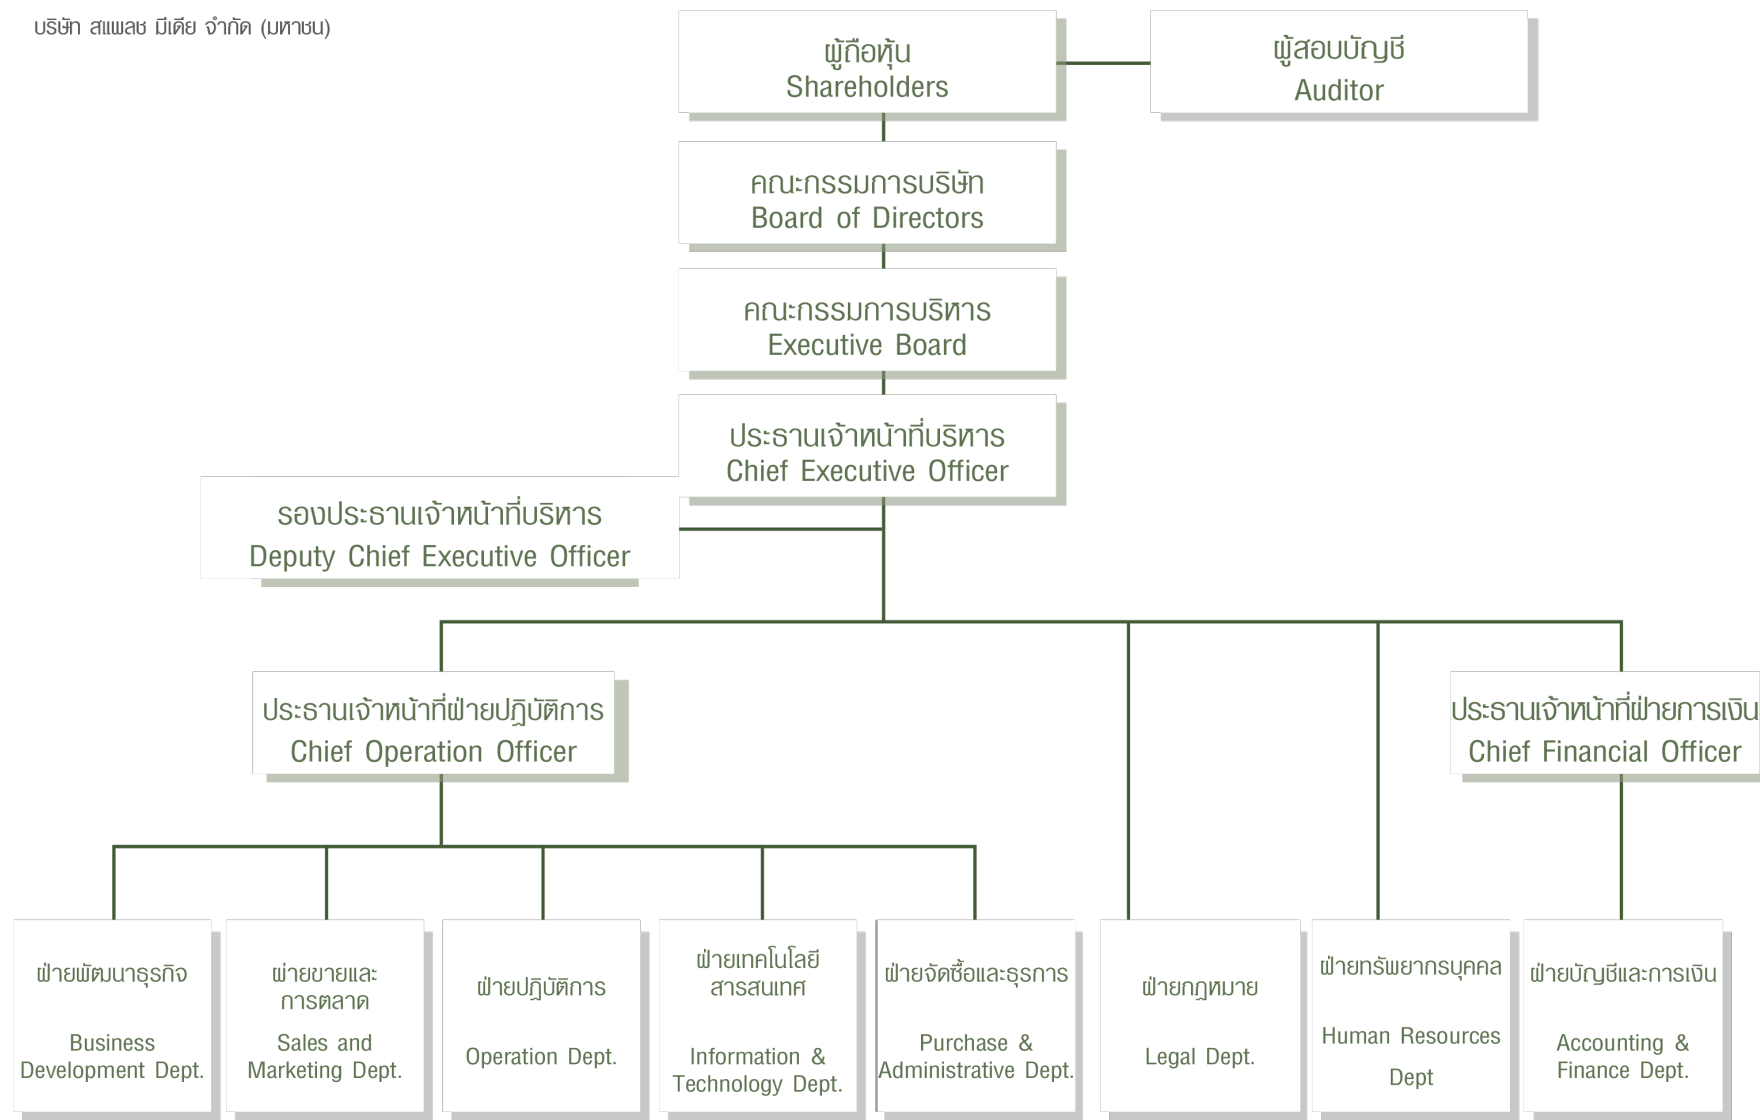 บริษัท สแพลช มีเดีย จำกัด (มหาชน)
ผู้ถือหุ้น
Shareholders
ผู้สอบบัญชี
Auditor
คณะกรรมการบริษัท
Board of Directors
คณะกรรมการบริหาร
Executive Board
ประธานเจ้าหน้าที่บริหาร
Chief Executive Officer
รองประธานเจ้าหน้าที่บริหาร
Deputy Chief Executive Officer
ประธานเจ้าหน้าที่ฝ่ายปฏิบัติการ
Chief Operation Officer
ประธานเจ้าหน้าที่ฝ่ายการเงิน
Chief Financial Officer
ฝ่ายพัฒนาธุรกิจ
Business
Development Dept.
ผ่ายขายและ
การตลาด
Sales and
Marketing Dept.
ฝ่ายปฏิบัติการ
Operation Dept.
ฝ่ายเทคโนโลยี
สารสนเทศ
Information &
Technology Dept.
ฝ่ายจัดซื้อและธุรการ
Purchase &
Administrative Dept.
ฝ่ายกฎหมาย
Legal Dept.
ฝ่ายทรัพยากรบุคคล
Human Resources
Dept
ฝ่ายบัญชีและการเงิน
Accounting &
Finance Dept.